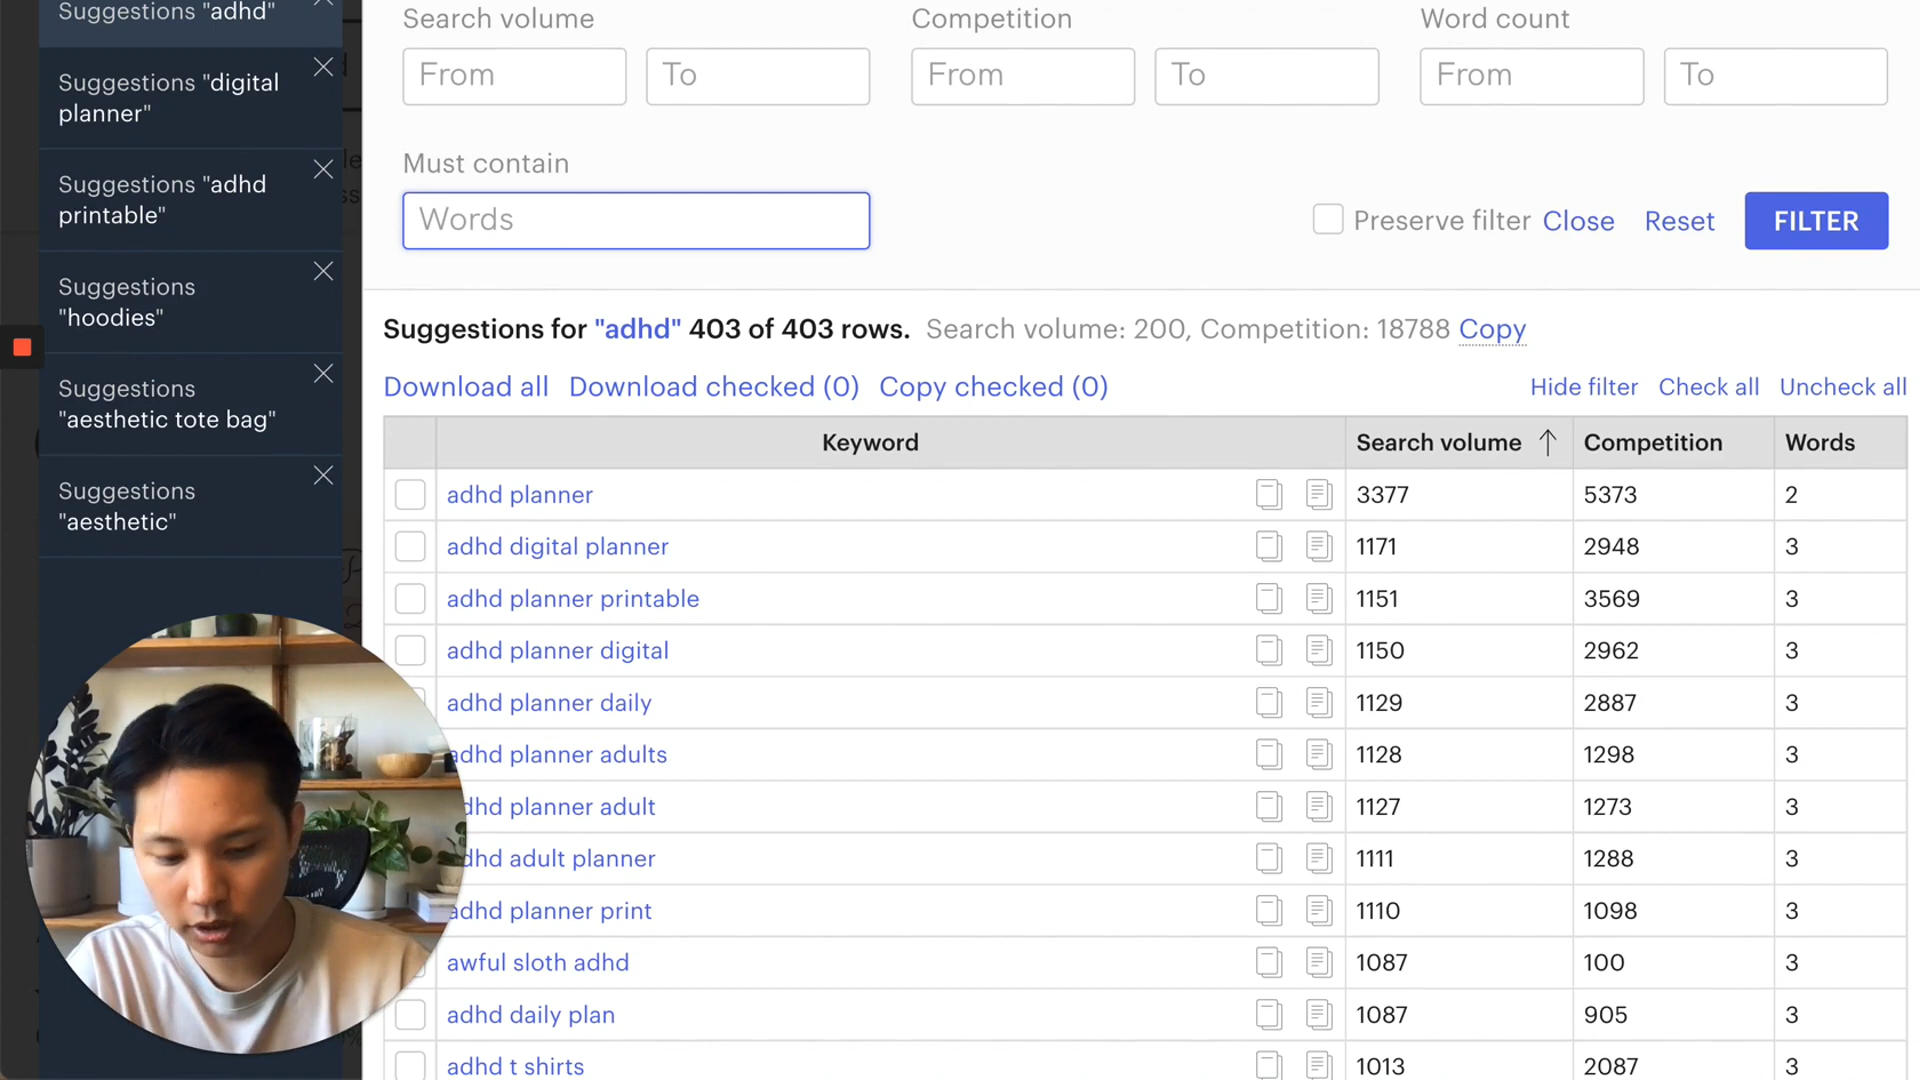 Suggestions "adhd"
Suggestions "digital
planner"
Suggestions "adhd
printable"
Suggestions
"hoodies"
Suggestions
"aesthetic tote bag"
Suggestions
"aesthetic"
Search volume
From
To
Competition
From
To
Word count
From
To
Must contain
Words
Preserve filter Close Reset FILTER
Suggestions for "adhd" 403 of 403 rows. Search volume: 200, Competition: 18788 Copy
Download all Download checked (0) Copy checked (0) Hide filter Check all Uncheck all
Keyword Search volume Competition Words
adhd planner 3377 5373 2
adhd digital planner 1171 2948 3
adhd planner printable 1151 3569 3
adhd planner digital 1150 2962 3
adhd planner daily 1129 2887 3
adhd planner adults 1128 1298 3
dhd planner adult 1127 1273 3
dhd adult planner 1111 1288 3
adhd planner print 1110 1098 3
awful sloth adhd 1087 100 3
adhd daily plan 1087 905 3
adhd t shirts 1013 2087 3